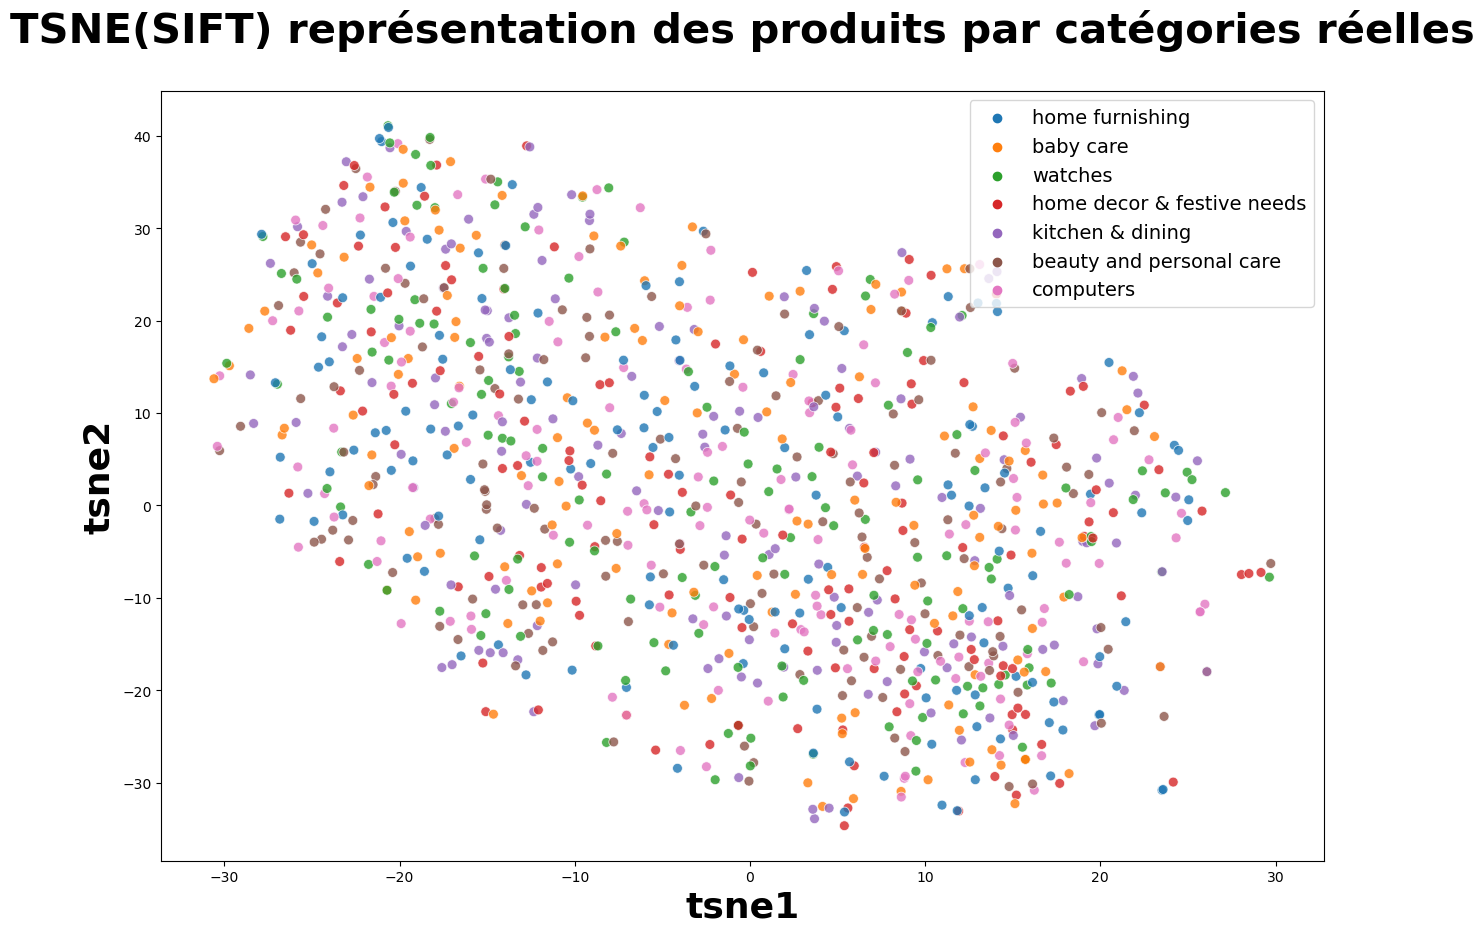 TSNE(SIFT) représentation des produits par catégories réelles
home furnishing
baby care
watches
home decor & festive needs
kitchen & dining
beauty and personal care
computers
40
30
20
10
0
−10
−20
−30
tsne2
−30 −20 −10 0 10 20 30
tsne1